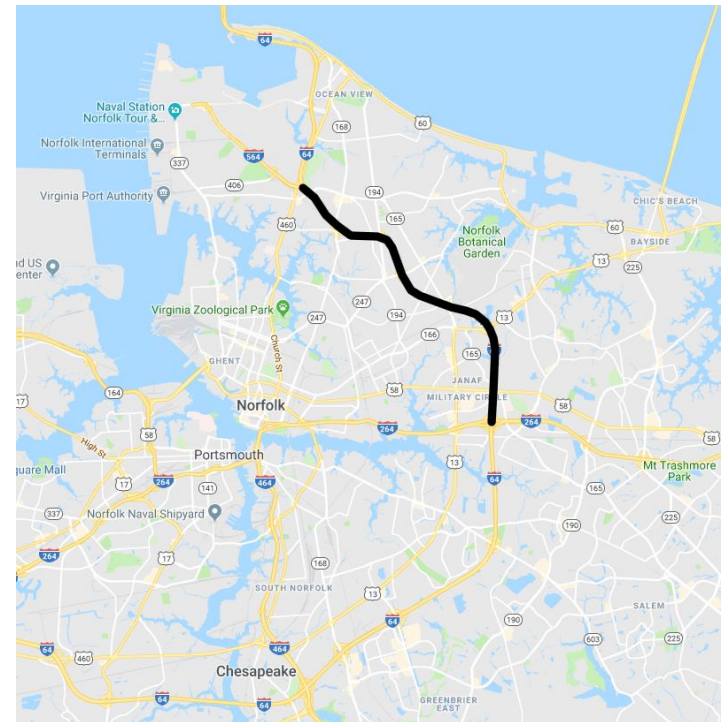 64
OCEAN VIEW
Naval Station
Norfolk Tour &...
168
60
Norfolk International
Terminals
64
337
564
406
194
Virginia Port Authority
CHIC'S BEACH
460
165
60
Norfolk
Botanical
Garden
BAYSIDE
ad US
Center
13
225
247
Virginia Zoological Park
247
194
13
166
Church St
GHENT
165
JANAF
164
58
MILITARY CIRCLE
17
Norfolk
58
264
264
58
58
High St
Portsmouth
13
quare Mall
17
264
141
464
64
Mt Trashmore
Park
165
337
Norfolk Naval Shipyard
190
264
17
168
SOUTH NORFOLK
13
SALEM
190
64
603
225
64
460
464
Chesapeake
64
GREENBRIER
EAST